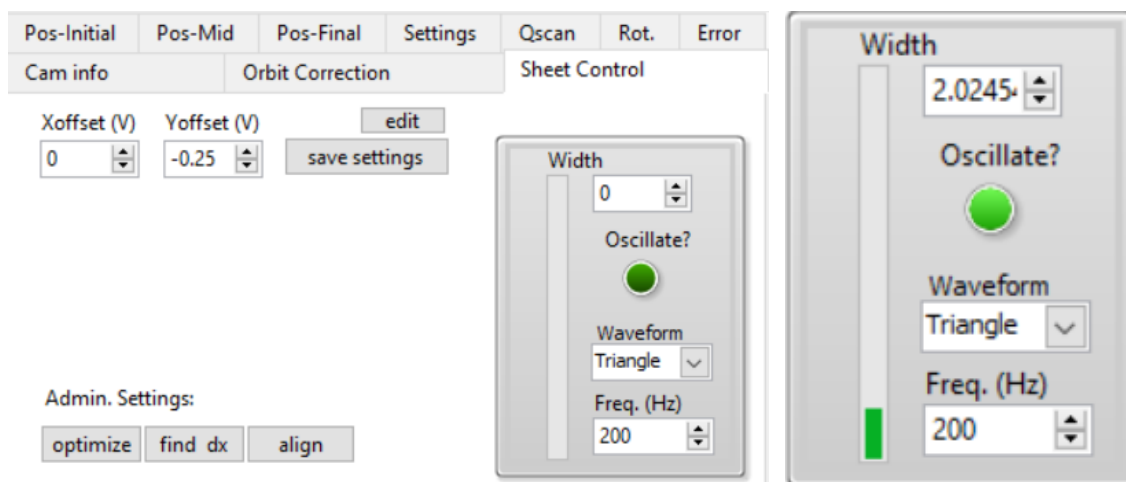 Pos-Initial Pos-Mid Pos-Final Settings Qscan Rot. Error
Cam info Orbit Correction Sheet Control
Xoffset (V) Yoffset (V) edit
0 -0.25 save settings
Width
0
Oscillate?
Waveform
Triangle
Freq. (Hz)
200
Admin. Settings:
optimize find dx align
Width
2.0245
Oscillate?
Waveform
Triangle
Freq. (Hz)
200